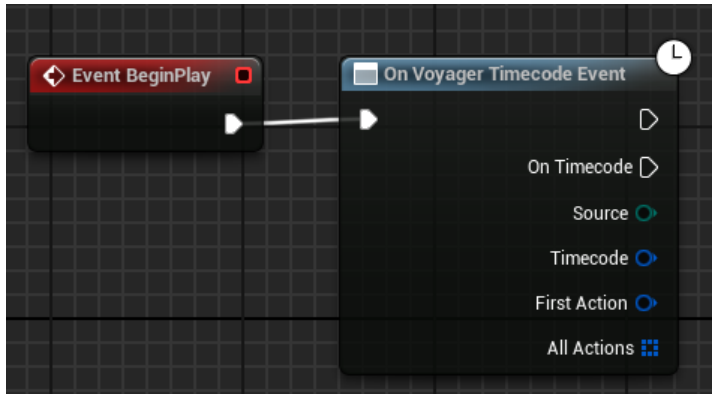 Event BeginPlay
On Voyager Timecode Event
On Timecode
Source
Timecode
First Action
All Actions